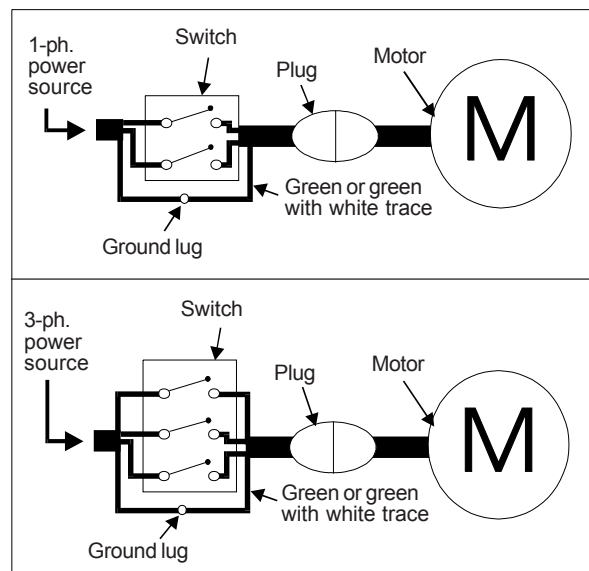 1-ph.
power
source
Switch
Plug
Motor
M
Green or green
with white trace
Ground lug
3-ph.
power
source
Switch
Plug
Motor
M
Green or green
with white trace
Ground lug